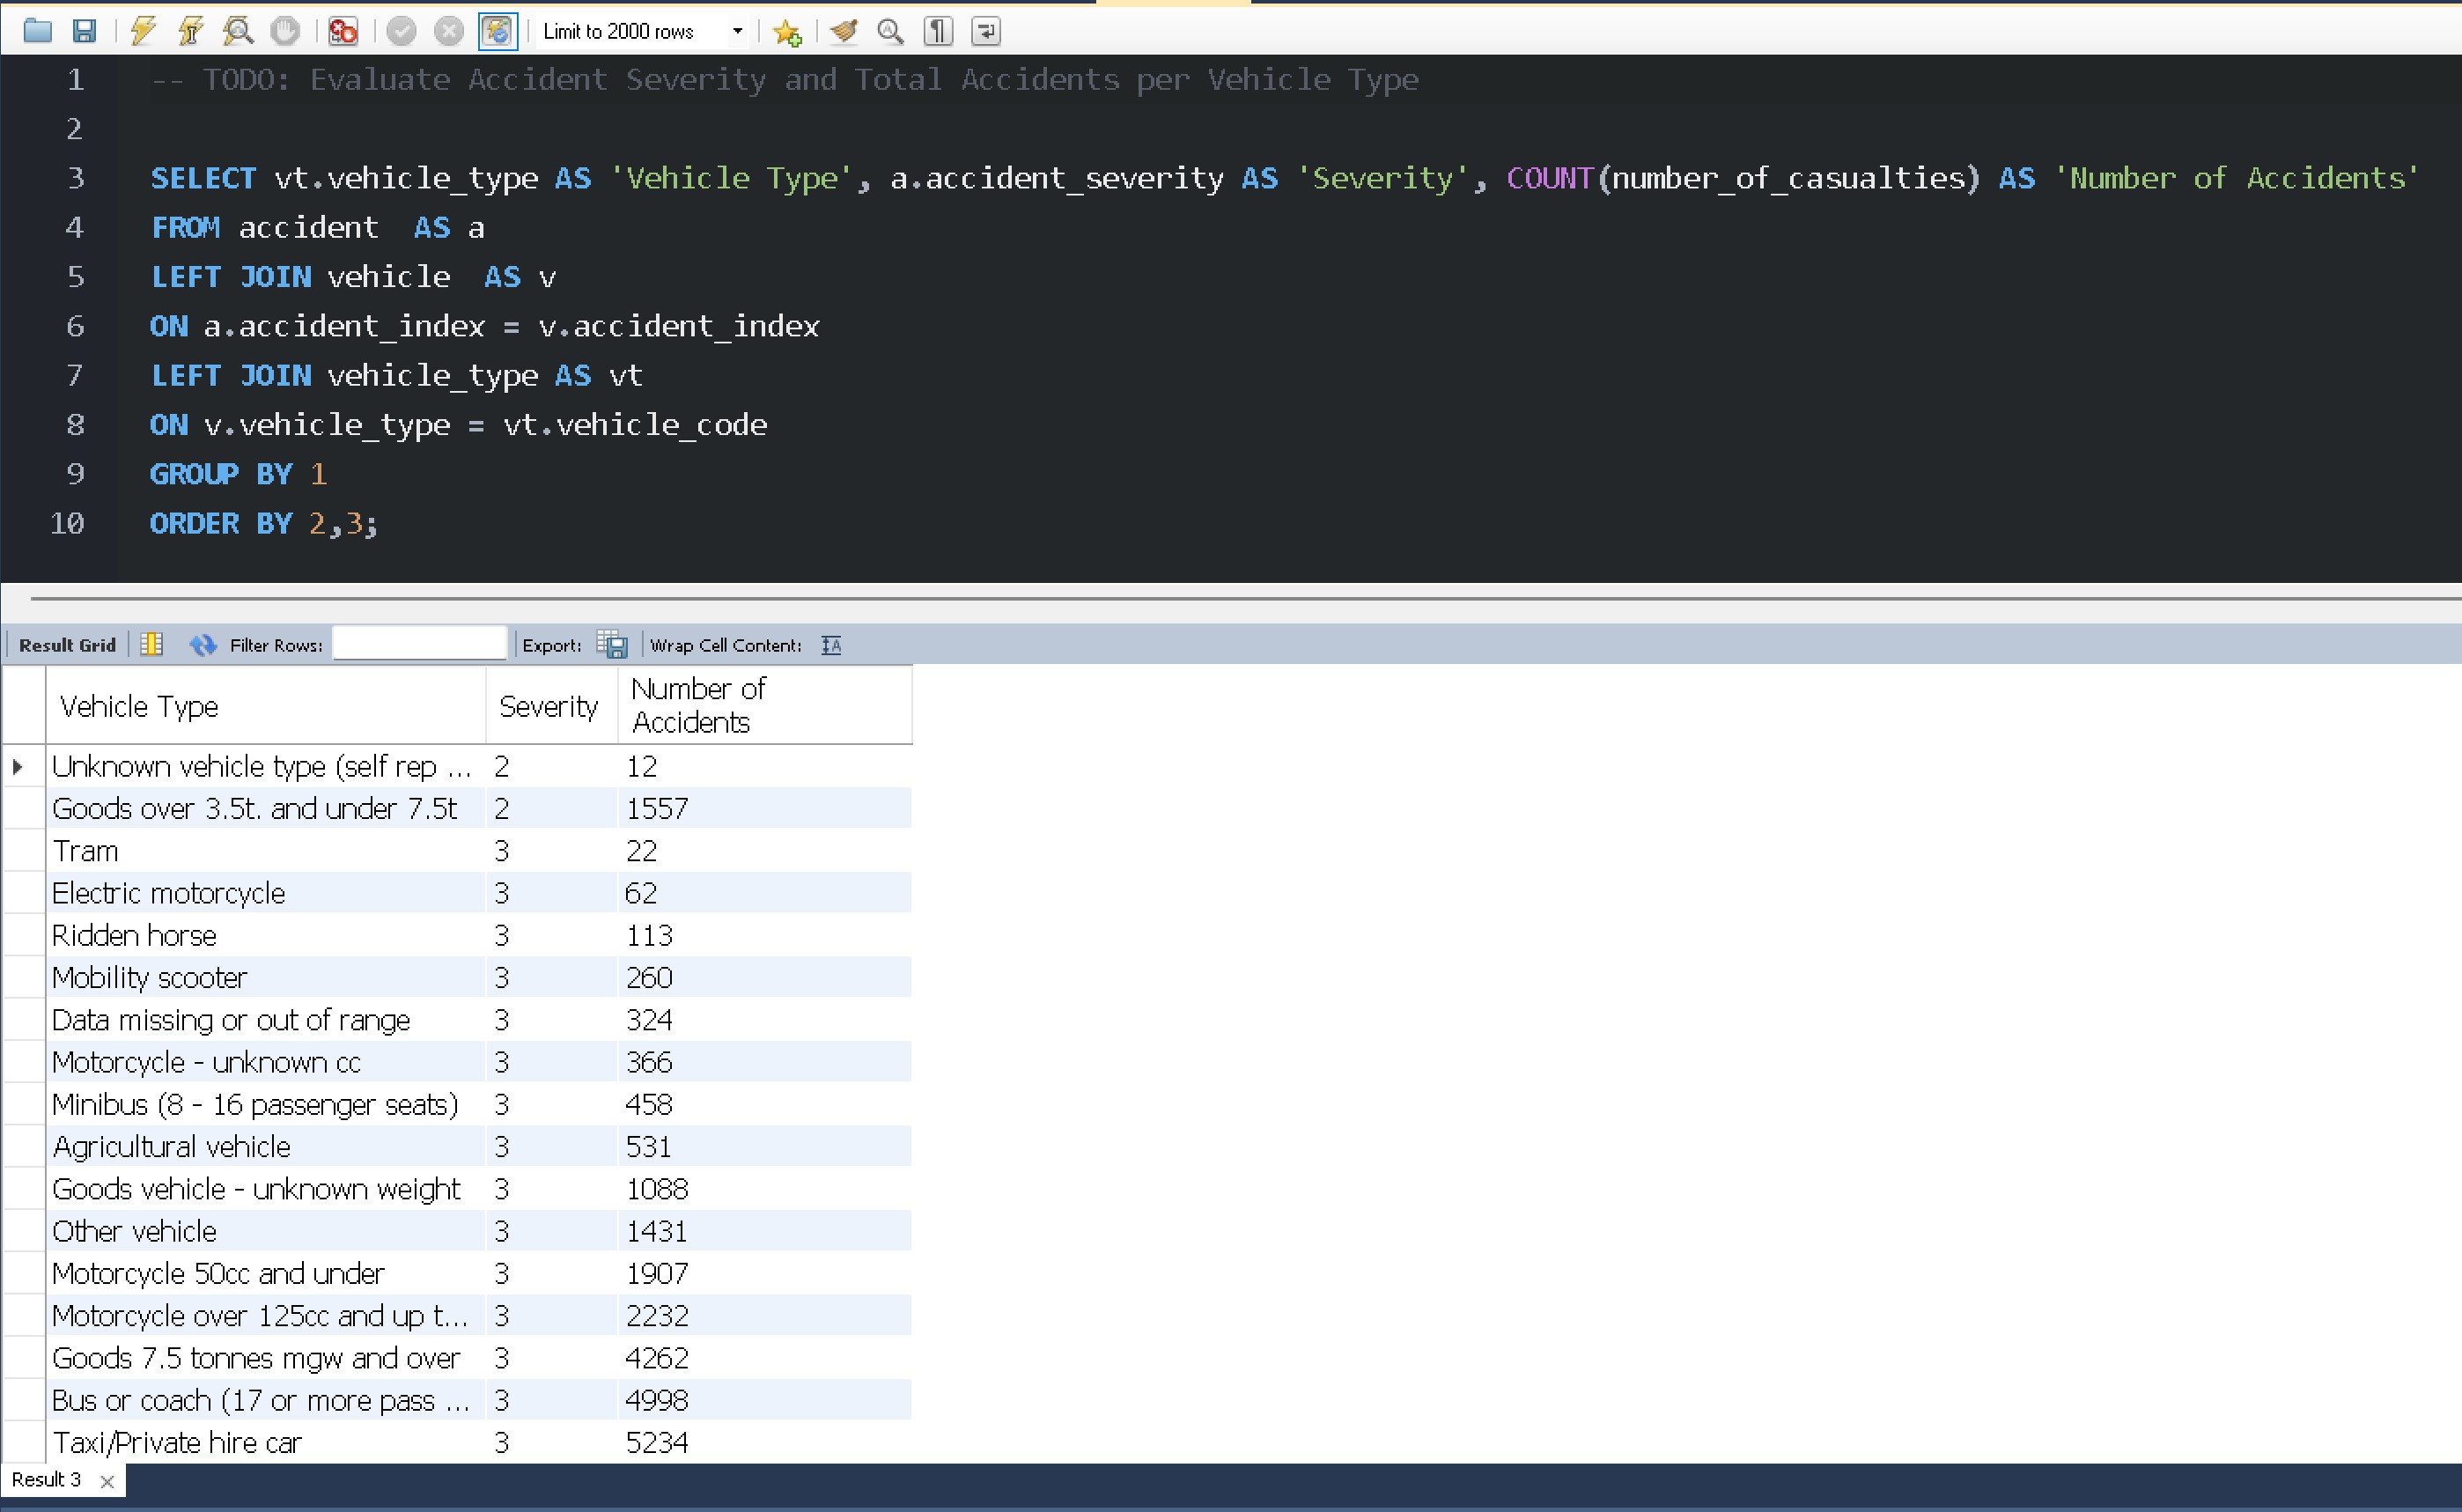 Limit to 2000 rows
1 -- TODO: Evaluate Accident Severity and Total Accidents per Vehicle Type
2
3 SELECT vt.vehicle_type AS 'Vehicle Type', a.accident_severity AS 'Severity', COUNT(number_of_casualties) AS 'Number of Accidents'
4 FROM accident  AS a
5 LEFT JOIN vehicle  AS v
6 ON a.accident_index = v.accident_index
7 LEFT JOIN vehicle_type AS vt
8 ON v.vehicle_type = vt.vehicle_code
9 GROUP BY 1
10 ORDER BY 2,3;
Result Grid Filter Rows: Export: Wrap Cell Content:
Vehicle Type Severity Number of Accidents
Unknown vehicle type (self rep ... 2 12
Goods over 3.5t. and under 7.5t 2 1557
Tram 3 22
Electric motorcycle 3 62
Ridden horse 3 113
Mobility scooter 3 260
Data missing or out of range 3 324
Motorcycle - unknown cc 3 366
Minibus (8 - 16 passenger seats) 3 458
Agricultural vehicle 3 531
Goods vehicle - unknown weight 3 1088
Other vehicle 3 1431
Motorcycle 50cc and under 3 1907
Motorcycle over 125cc and up t... 3 2232
Goods 7.5 tonnes mgw and over 3 4262
Bus or coach (17 or more pass ... 3 4998
Taxi/Private hire car 3 5234
Result 3